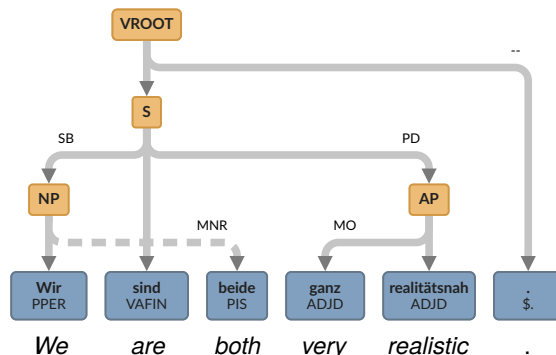 VROOT
--
S
SB
PD
NP
AP
MNR
MO
Wir
PPER
sind
VAFIN
beide
PIS
ganz
ADJD
realitätsnah
ADJD
.
$.
We are both very realistic .